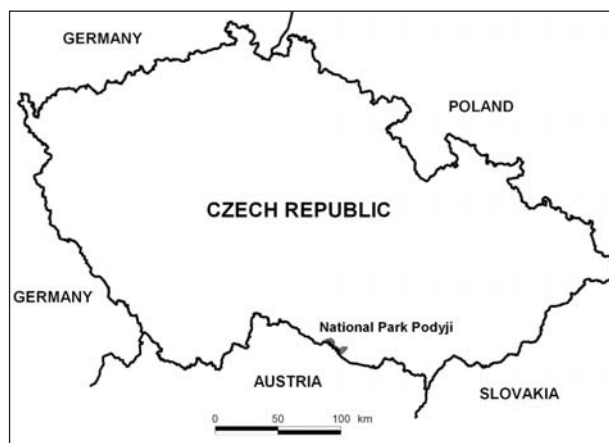 GERMANY
POLAND
CZECH REPUBLIC
GERMANY
National Park Podyji
AUSTRIA
SLOVAKIA
0 50 100 km